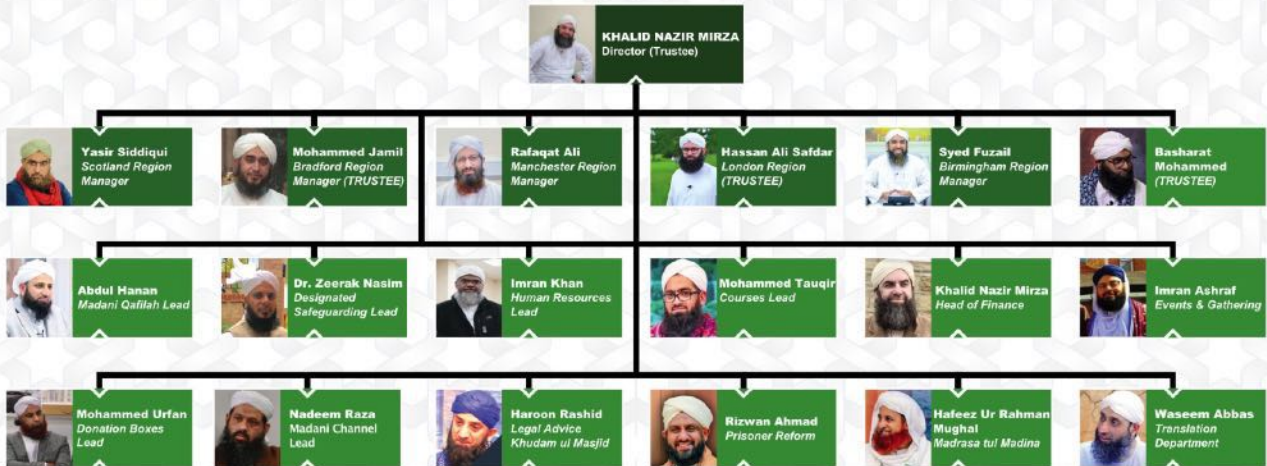 KHALID NAZIR MIRZA
Director (Trustee)
Yasir Siddiqui
Scotland Region
Manager
Mohammed Jamil
Bradford Region
Manager (TRUSTEE)
Rafaqat Ali
Manchester Region
Manager
Hassan Ali Safdar
London Region
(TRUSTEE)
Syed Fuzail
Birmingham Region
Manager
Basharat
Mohammed
(TRUSTEE)
Abdul Hanan
Madani Qafilah Lead
Dr. Zeerak Nasim
Designated
Safeguarding Lead
Imran Khan
Human Resources
Lead
Mohammed Tauqir
Courses Lead
Khalid Nazir Mirza
Head of Finance
Imran Ashraf
Events & Gathering
Mohammed Urfan
Donation Boxes
Lead
Nadeem Raza
Madani Channel
Lead
Haroon Rashid
Legal Advice
Khudam ul Masjid
Rizwan Ahmad
Prisoner Reform
Hafeez Ur Rahman
Mughal
Madrasa tul Madina
Waseem Abbas
Translation
Department